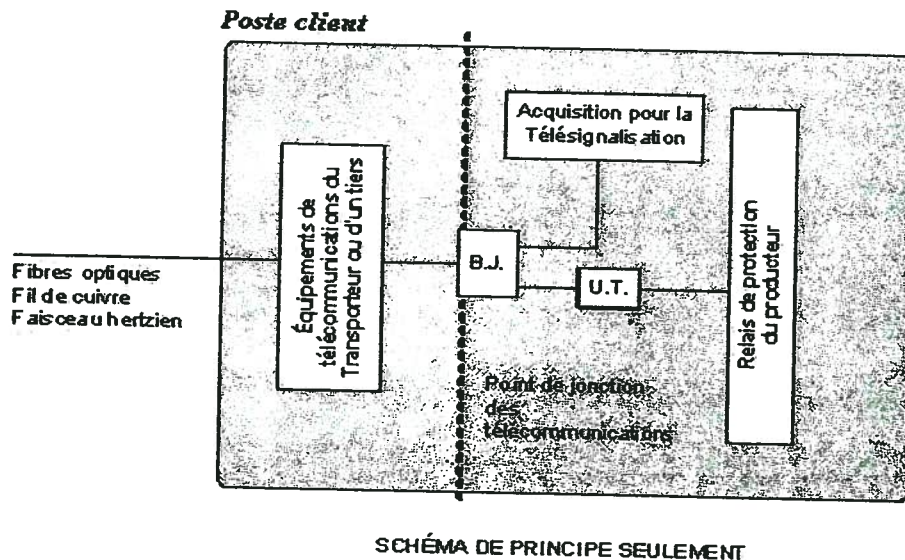 Poste client
Acquisition pour la
Télésignalisation
Équipements de
télécommunications du
Transporteur ou d'un tiers
B.J.
U.T.
Relais de protection
du producteur
Fibres optiques
Fil de cuivre
Faisceau hertzien
Point de jonction
des
télécommunications
SCHÉMA DE PRINCIPE SEULEMENT